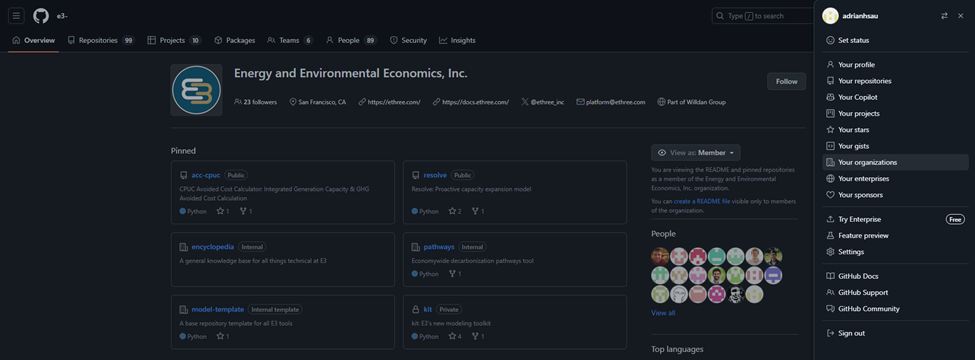 e3-
Type / to search
adrianhsau
Overview
Repositories 99
Projects 10
Packages
Teams 6
People 89
Security
Insights
Set status
Energy and Environmental Economics, Inc.
Follow
23 followers
San Francisco, CA
https://ethree.com/
https://docs.ethree.com/
@ethree_inc
platform@ethree.com
Part of Willdan Group
Your profile
Your repositories
Your Copilot
Your projects
Your stars
Your gists
Your organizations
Your enterprises
Your sponsors
Try Enterprise Free
Feature preview
Settings
GitHub Docs
GitHub Support
GitHub Community
Sign out
Pinned
acc-cpuc Public
CPUC Avoided Cost Calculator: Integrated Generation Capacity & GHG
Avoided Cost Calculation
Python 1 1
resolve Public
Resolve: Proactive capacity expansion model
Python 2 1
encyclopedia Internal
A general knowledge base for all things technical at E3
pathways Internal
Economywide decarbonization pathways tool
Python 1
model-template Internal template
A base repository template for all E3 tools
Python 1
kit Private
kit: E2's new modeling toolkit
Python 4 1
View as: Member
You are viewing the README and pinned repositories
as a member of the Energy and Environmental
Economics, Inc. organization.
You can create a README file visible only to members
of the organization.
People
View all
Top languages